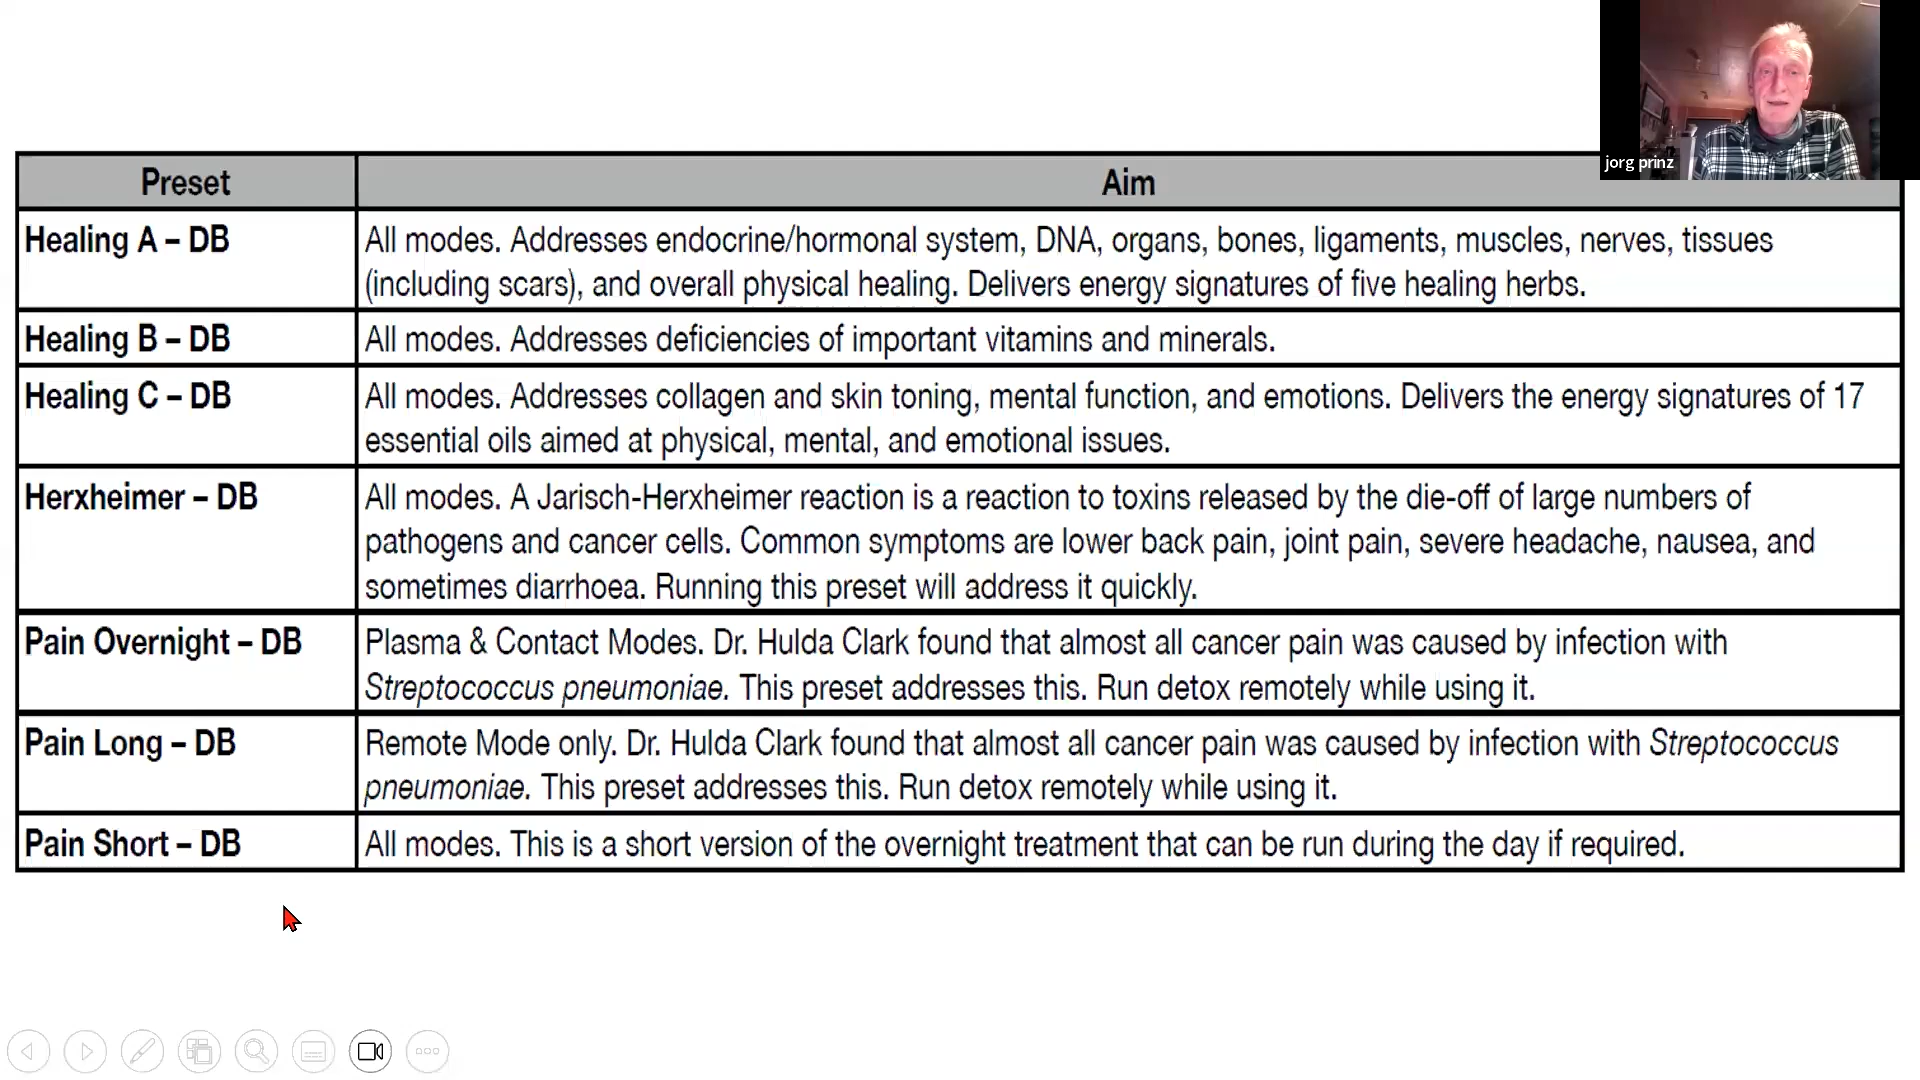 jorg prinz
Preset Aim
Healing A – DB All modes. Addresses endocrine/hormonal system, DNA, organs, bones, ligaments, muscles, nerves, tissues
(including scars), and overall physical healing. Delivers energy signatures of five healing herbs.
Healing B – DB All modes. Addresses deficiencies of important vitamins and minerals.
Healing C – DB All modes. Addresses collagen and skin toning, mental function, and emotions. Delivers the energy signatures of 17
essential oils aimed at physical, mental, and emotional issues.
Herxheimer – DB All modes. A Jarisch-Herxheimer reaction is a reaction to toxins released by the die-off of large numbers of
pathogens and cancer cells. Common symptoms are lower back pain, joint pain, severe headache, nausea, and
sometimes diarrhoea. Running this preset will address it quickly.
Pain Overnight – DB Plasma & Contact Modes. Dr. Hulda Clark found that almost all cancer pain was caused by infection with
Streptococcus pneumoniae. This preset addresses this. Run detox remotely while using it.
Pain Long – DB Remote Mode only. Dr. Hulda Clark found that almost all cancer pain was caused by infection with Streptococcus
pneumoniae. This preset addresses this. Run detox remotely while using it.
Pain Short – DB All modes. This is a short version of the overnight treatment that can be run during the day if required.